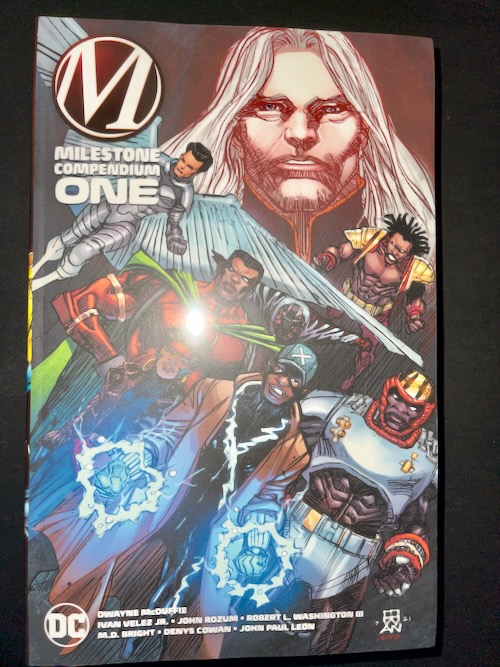 M
MILESTONE
COMPENDIUM
ONE
X
DC
DWAYNE McDUFFIE
IVAN VELEZ JR. • JOHN ROZUM • ROBERT L. WASHINGTON III
M.D. BRIGHT • DENYS COWAN • JOHN PAUL LEON